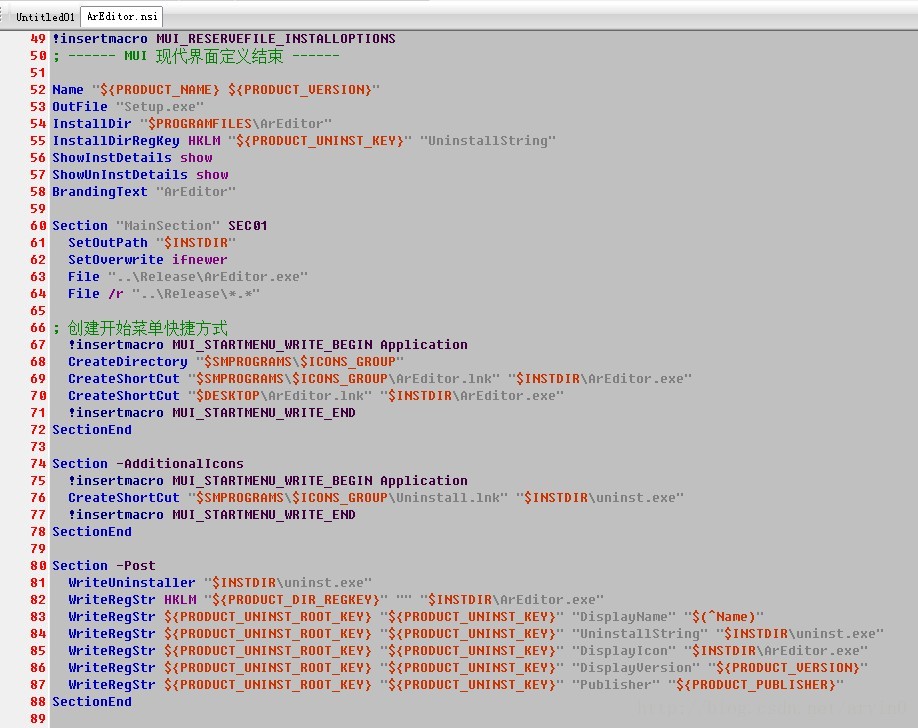 Untitled01 ArEditor.nsi
49 !insertmacro MUI_RESERVEFILE_INSTALLOPTIONS
50 ; ------ MUI 现代界面定义结束 ------
51
52 Name "${PRODUCT_NAME} ${PRODUCT_VERSION}"
53 OutFile "Setup.exe"
54 InstallDir "$PROGRAMFILES\ArEditor"
55 InstallDirRegKey HKLM "${PRODUCT_UNINST_KEY}" "UninstallString"
56 ShowInstDetails show
57 ShowUnInstDetails show
58 BrandingText "ArEditor"
59
60 Section "MainSection" SEC01
61 SetOutPath "$INSTDIR"
62 SetOverwrite ifnewer
63 File "..\Release\ArEditor.exe"
64 File /r "..\Release\*.*"
65
66 ; 创建开始菜单快捷方式
67 !insertmacro MUI_STARTMENU_WRITE_BEGIN Application
68 CreateDirectory "$SMPROGRAMS\$ICONS_GROUP"
69 CreateShortCut "$SMPROGRAMS\$ICONS_GROUP\ArEditor.lnk" "$INSTDIR\ArEditor.exe"
70 CreateShortCut "$DESKTOP\ArEditor.lnk" "$INSTDIR\ArEditor.exe"
71 !insertmacro MUI_STARTMENU_WRITE_END
72 SectionEnd
73
74 Section -AdditionalIcons
75 !insertmacro MUI_STARTMENU_WRITE_BEGIN Application
76 CreateShortCut "$SMPROGRAMS\$ICONS_GROUP\Uninstall.lnk" "$INSTDIR\uninst.exe"
77 !insertmacro MUI_STARTMENU_WRITE_END
78 SectionEnd
79
80 Section -Post
81 WriteUninstaller "$INSTDIR\uninst.exe"
82 WriteRegStr HKLM "${PRODUCT_DIR_REGKEY}" "" "$INSTDIR\ArEditor.exe"
83 WriteRegStr ${PRODUCT_UNINST_ROOT_KEY} "${PRODUCT_UNINST_KEY}" "DisplayName" "$(^Name)"
84 WriteRegStr ${PRODUCT_UNINST_ROOT_KEY} "${PRODUCT_UNINST_KEY}" "UninstallString" "$INSTDIR\uninst.exe"
85 WriteRegStr ${PRODUCT_UNINST_ROOT_KEY} "${PRODUCT_UNINST_KEY}" "DisplayIcon" "$INSTDIR\ArEditor.exe"
86 WriteRegStr ${PRODUCT_UNINST_ROOT_KEY} "${PRODUCT_UNINST_KEY}" "DisplayVersion" "${PRODUCT_VERSION}"
87 WriteRegStr ${PRODUCT_UNINST_ROOT_KEY} "${PRODUCT_UNINST_KEY}" "Publisher" "${PRODUCT_PUBLISHER}"
88 SectionEnd
89